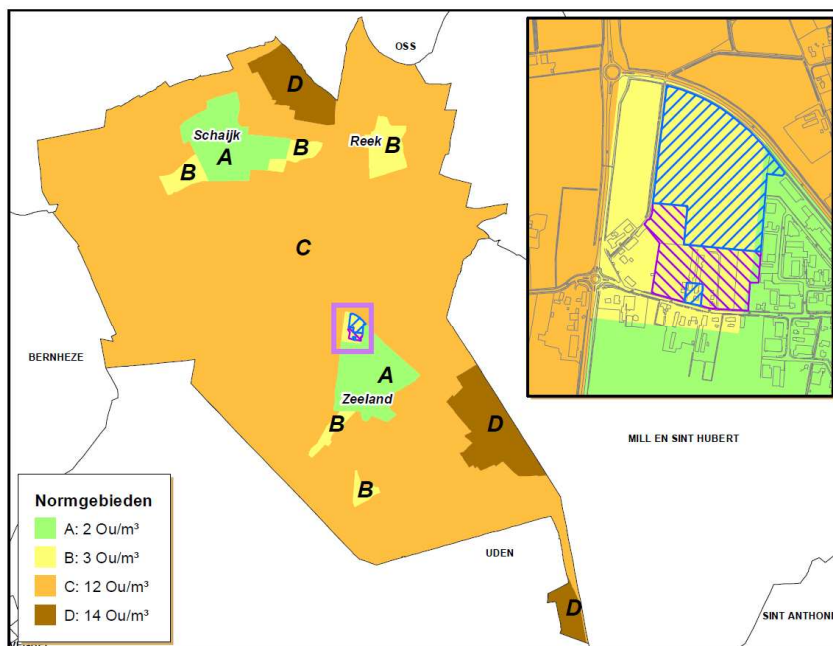 OSS
D
Schaijk
Reek
B
B
A
B
C
BERNHEZE
A
Zeeland
B
D
MILL EN SINT HUBERT
B
Normgebieden
A: 2 Ou/m³
B: 3 Ou/m³
C: 12 Ou/m³
D: 14 Ou/m³
UDEN
D
SINT ANTHONI